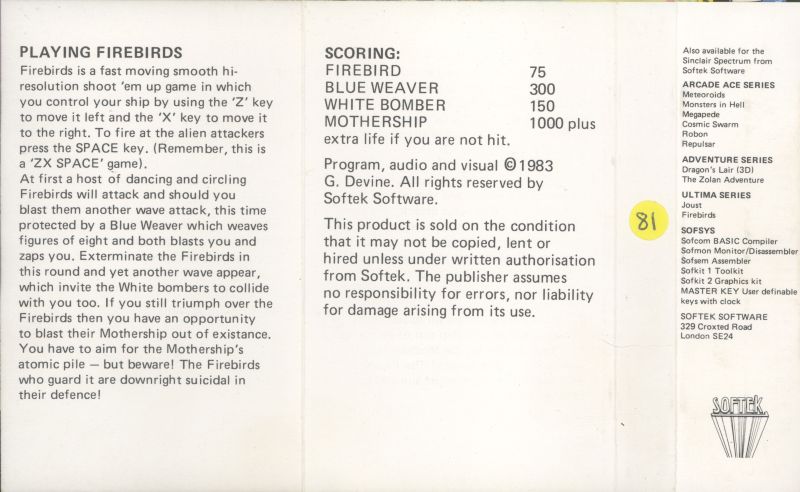 PLAYING FIREBIRDS
Firebirds is a fast moving smooth hi-
resolution shoot 'em up game in which
you control your ship by using the 'Z' key
to move it left and the 'X' key to move it
to the right. To fire at the alien attackers
press the SPACE key. (Remember, this is
a 'ZX SPACE' game).
At first a host of dancing and circling
Firebirds will attack and should you
blast them another wave attack, this time
protected by a Blue Weaver which weaves
figures of eight and both blasts you and
zaps you. Exterminate the Firebirds in
this round and yet another wave appear,
which invite the White bombers to collide
with you too. If you still triumph over the
Firebirds then you have an opportunity
to blast their Mothership out of existance.
You have to aim for the Mothership's
atomic pile — but beware! The Firebirds
who guard it are downright suicidal in
their defence!
SCORING:
FIREBIRD 75
BLUE WEAVER 300
WHITE BOMBER 150
MOTHERSHIP 1000 plus
extra life if you are not hit.
Program, audio and visual ©1983
G. Devine. All rights reserved by
Softek Software.
This product is sold on the condition
that it may not be copied, lent or
hired unless under written authorisation
from Softek. The publisher assumes
no responsibility for errors, nor liability
for damage arising from its use.
81
Also available for the
Sinclair Spectrum from
Softek Software
ARCADE ACE SERIES
Meteoroids
Monsters in Hell
Megapede
Cosmic Swarm
Robon
Repulsar
ADVENTURE SERIES
Dragon's Lair (3D)
The Zolan Adventure
ULTIMA SERIES
Joust
Firebirds
SOFSYS
Sofcom BASIC Compiler
Sofmon Monitor/Disassembler
Sofsem Assembler
Sofkit 1 Toolkit
Sofkit 2 Graphics kit
MASTER KEY User definable
keys with clock
SOFTEK SOFTWARE
329 Croxted Road
London SE24
SOFTEK